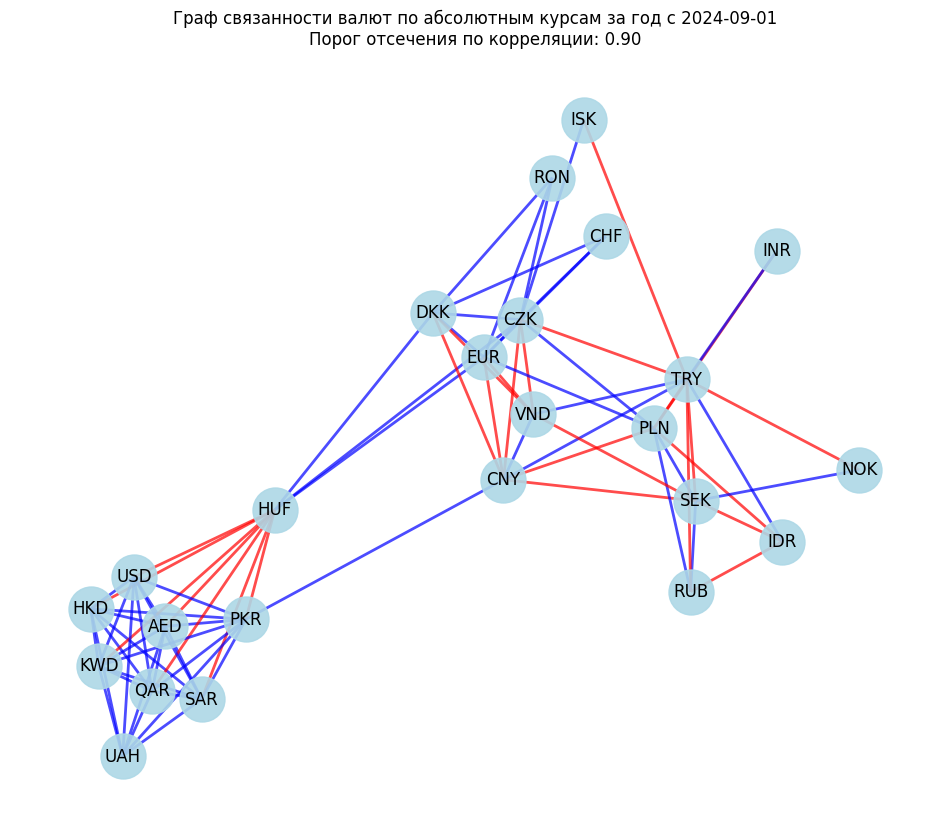 Граф связанности валют по абсолютным курсам за год с 2024-09-01
Порог отсечения по корреляции: 0.90
ISK
RON
CHF
INR
DKK
CZK
EUR
TRY
VND
PLN
NOK
CNY
SEK
HUF
IDR
USD
RUB
HKD
PKR
AED
KWD
QAR
SAR
UAH